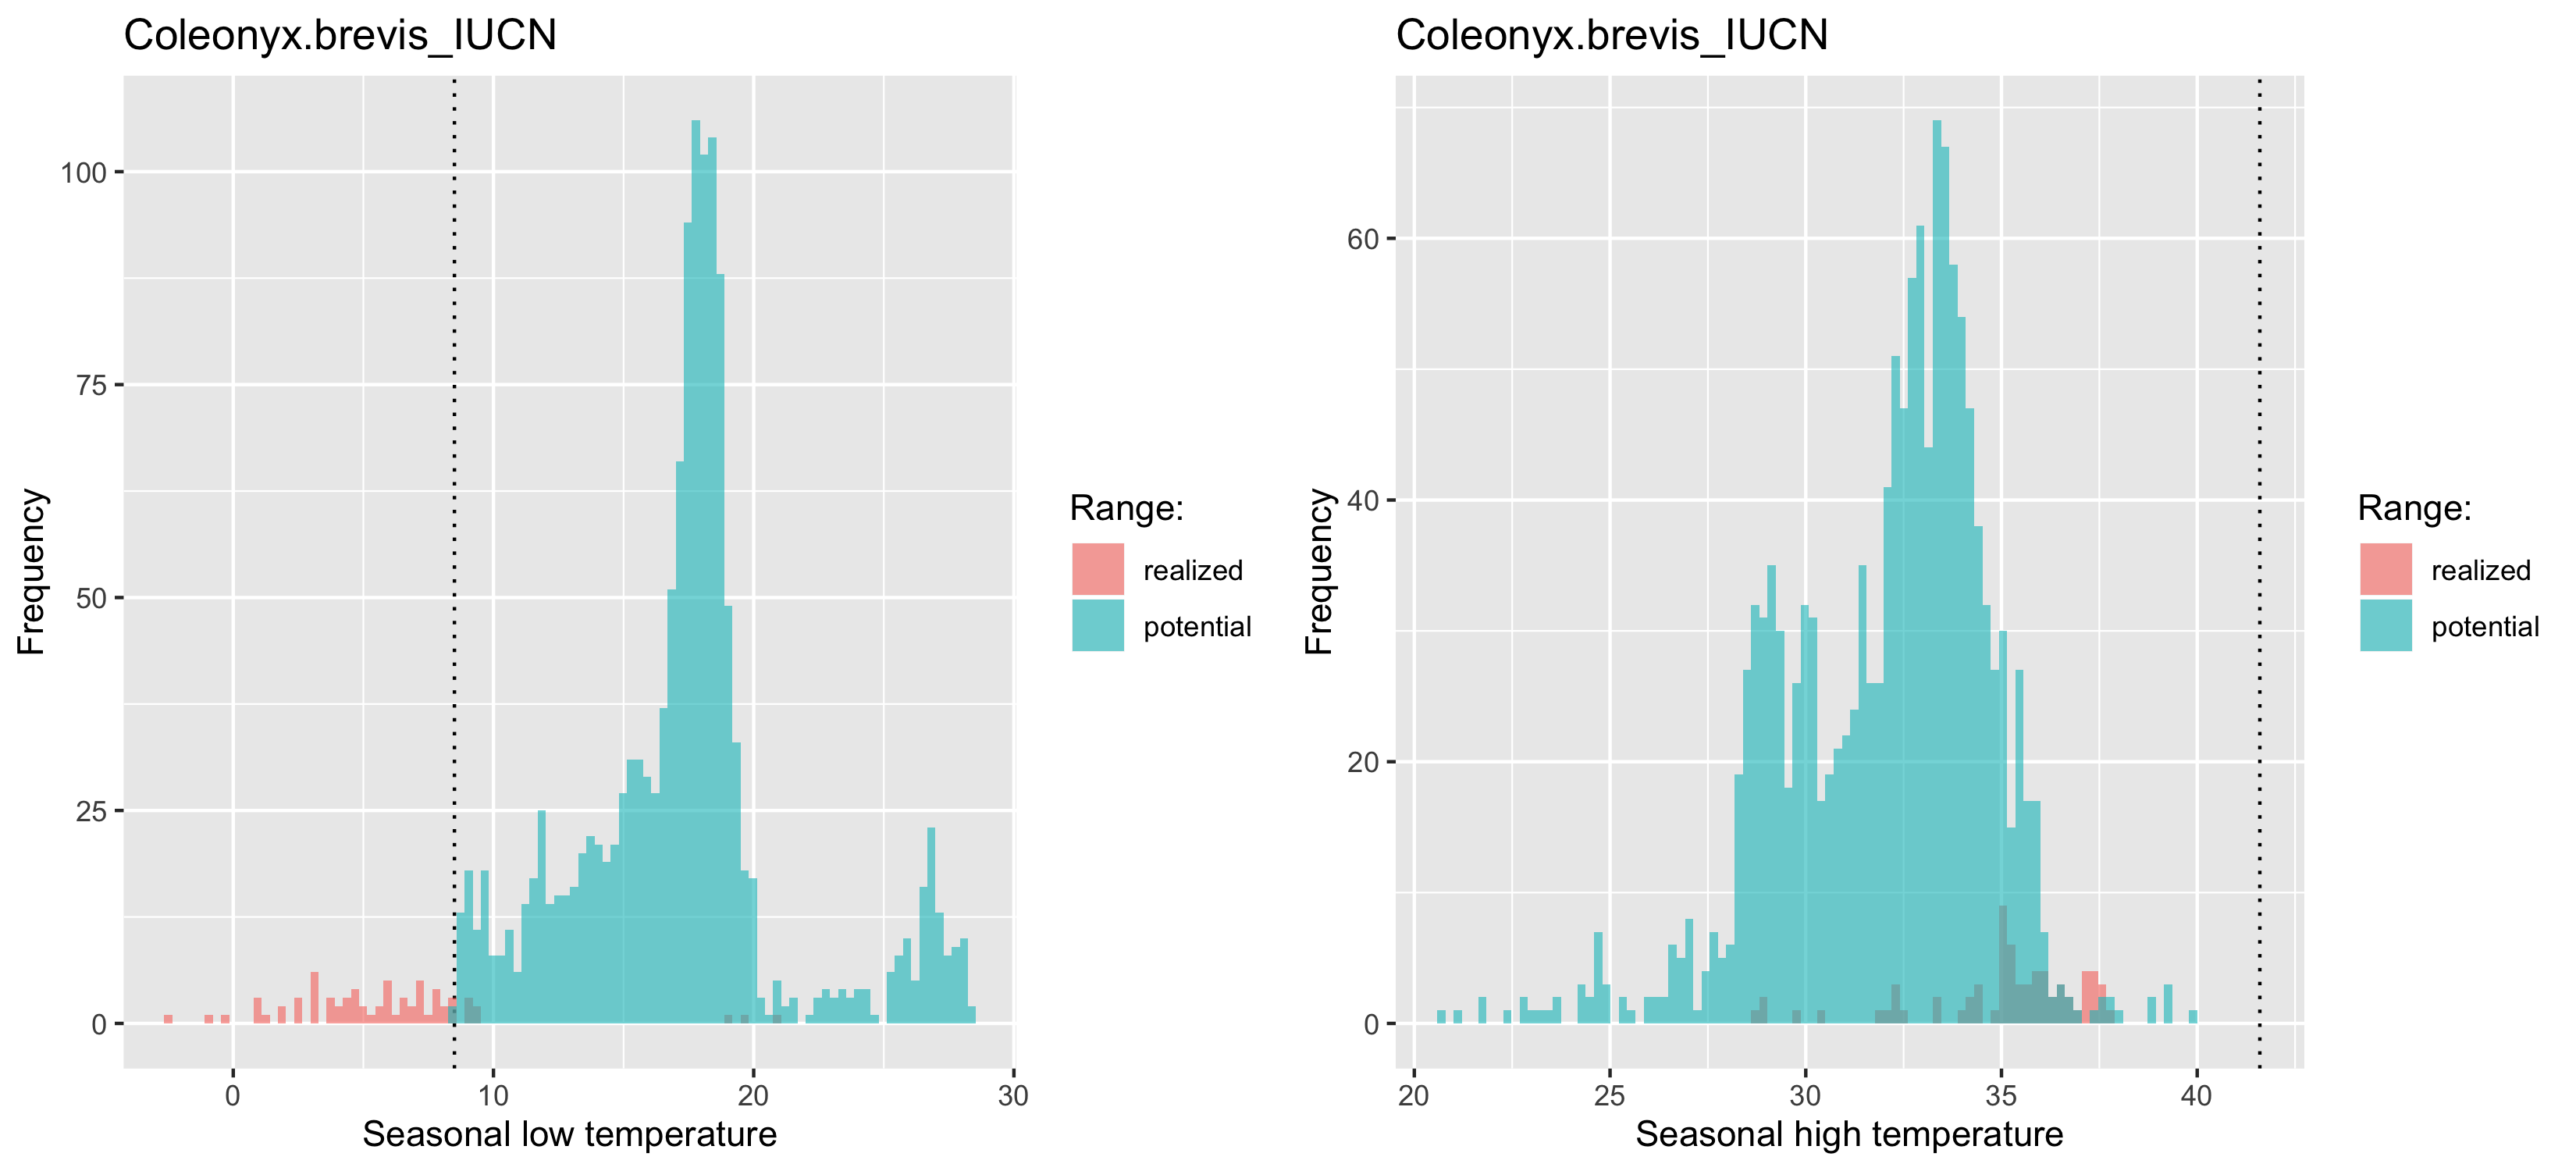 Coleonyx.brevis_IUCN
Frequency
100
75
50
25
0
0 10 20 30
Seasonal low temperature
Range:
realized
potential
Coleonyx.brevis_IUCN
Frequency
60
40
20
0
20 25 30 35 40
Seasonal high temperature
Range:
realized
potential